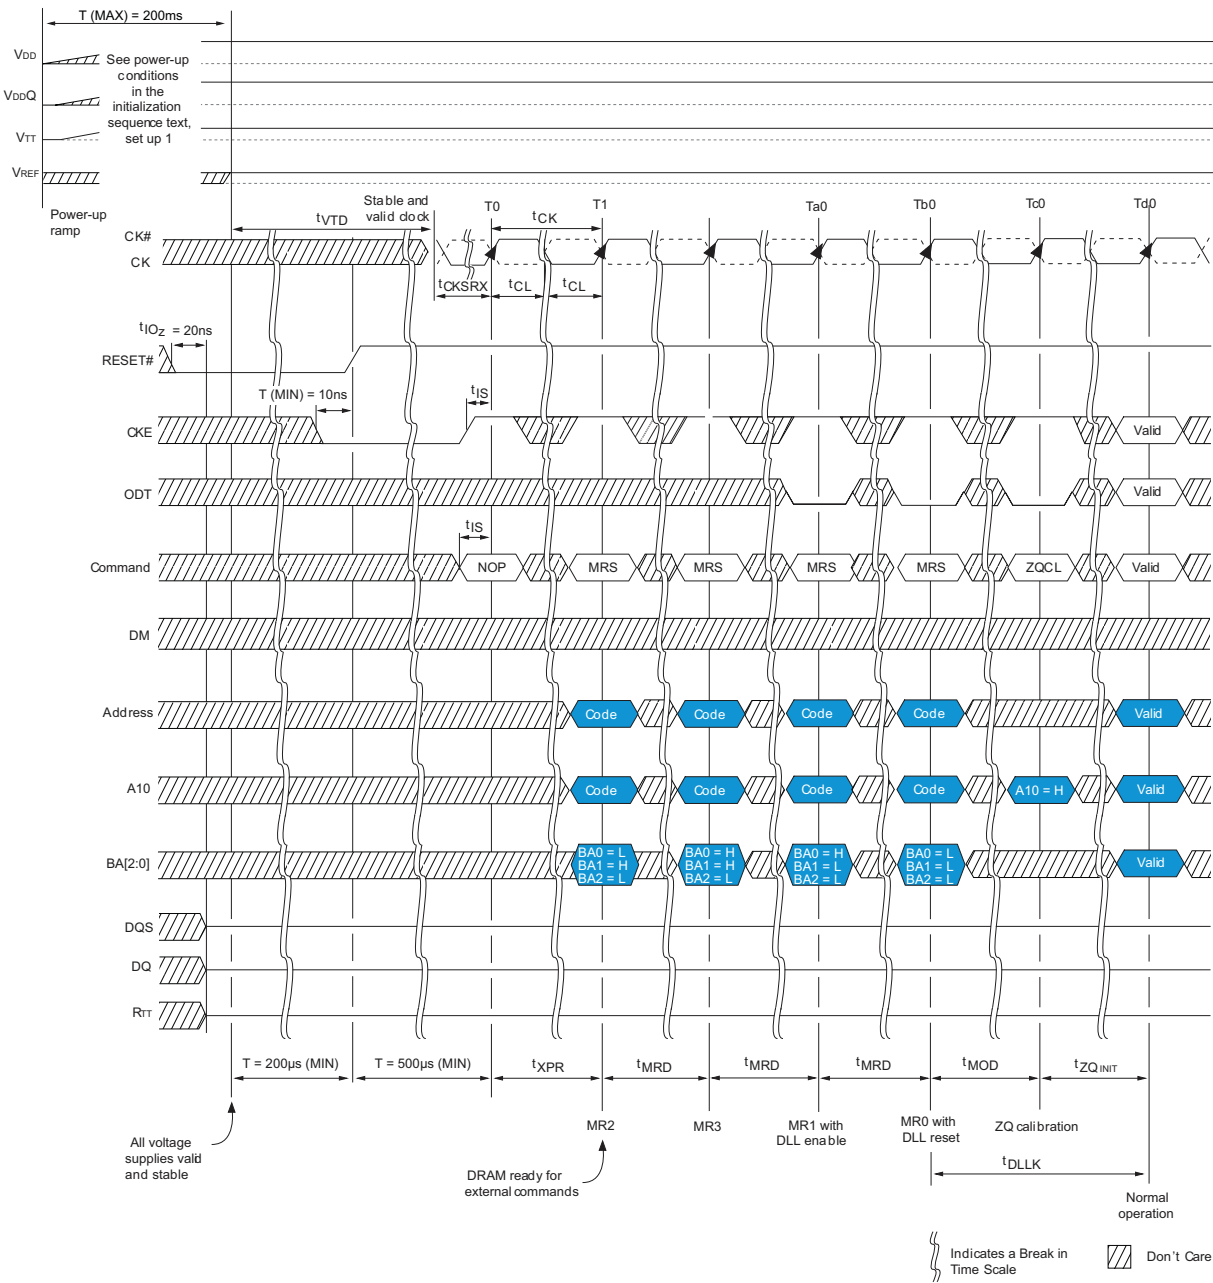 T (MAX) = 200ms
VDD
See power-up
conditions
in the
initialization
sequence text,
set up 1
VDDQ
VTT
VREF
Power-up
ramp
Stable and
valid clock
T0
T1
Ta0
Tb0
Tc0
Td0
tVTD
tCK
CK#
CK
tCKSRX
tCL
tCL
tIOZ = 20ns
RESET#
T (MIN) = 10ns
tIS
CKE
Valid
ODT
Valid
tIS
Command
NOP
MRS
MRS
MRS
MRS
ZQCL
Valid
DM
Address
Code
Code
Code
Code
Valid
A10
Code
Code
Code
Code
A10 = H
Valid
BA[2:0]
BA0 = L
BA1 = H
BA2 = L
BA0 = H
BA1 = H
BA2 = L
BA0 = H
BA1 = L
BA2 = L
BA0 = L
BA1 = L
BA2 = L
Valid
DQS
DQ
RTT
T = 200µs (MIN)
T = 500µs (MIN)
tXPR
tMRD
tMRD
tMRD
tMOD
tZQINIT
All voltage
supplies valid
and stable
MR2
MR3
MR1 with
DLL enable
MR0 with
DLL reset
ZQ calibration
DRAM ready for
external commands
tDLLK
Normal
operation
Indicates a Break in
Time Scale
Don't Care